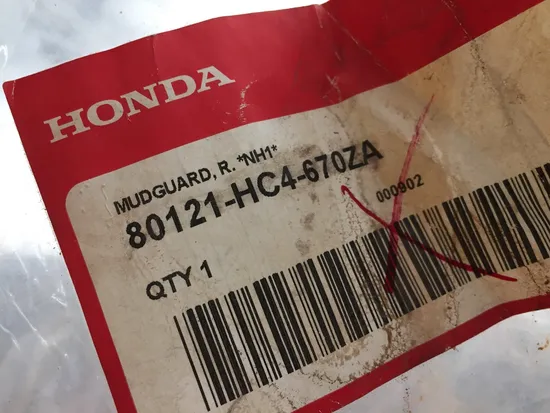 HONDA
MUDGUARD, R. *NH1*
80121-HC4-670ZA
000902
QTY 1